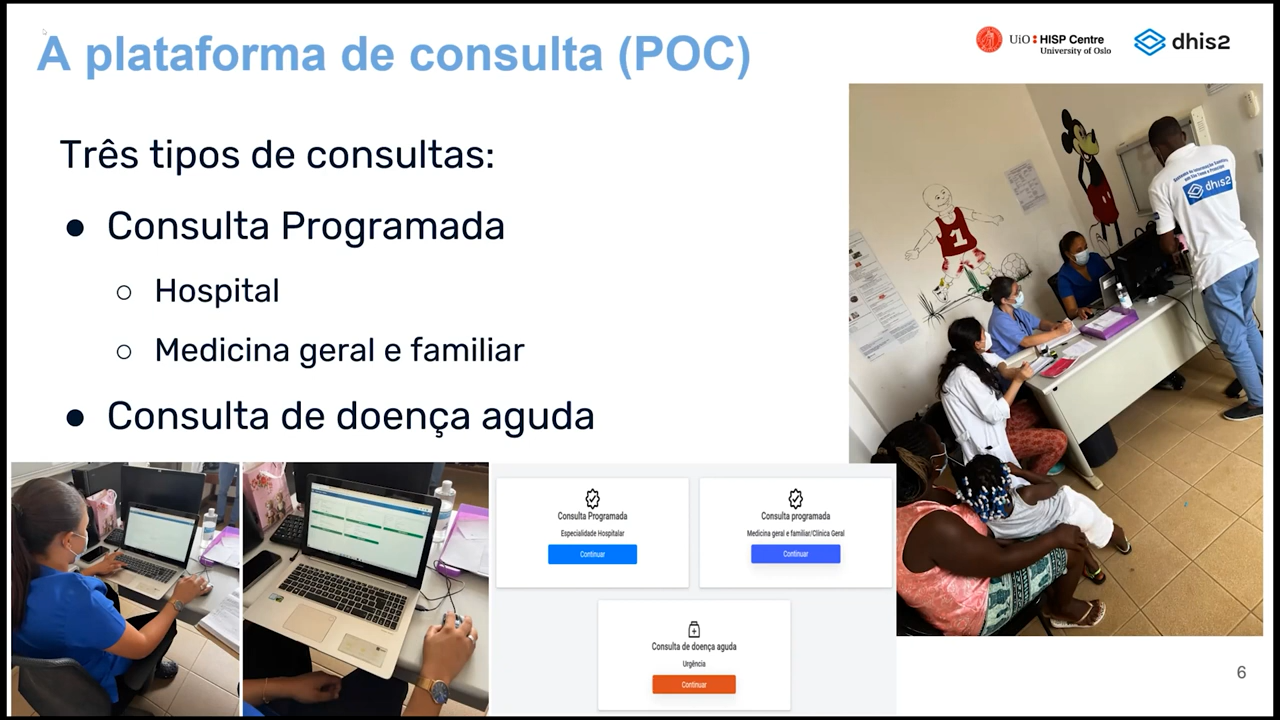 A plataforma de consulta (POC)
UiO HISP Centre
University of Oslo
dhis2
Três tipos de consultas:
● Consulta Programada
○ Hospital
○ Medicina geral e familiar
● Consulta de doença aguda
Consulta Programada
Especialidade Hospitalar
Continuar
Consulta programada
Medicina geral e familiar/Clínica Geral
Continuar
Consulta de doença aguda
Urgência
Continuar
1
dhis2
6